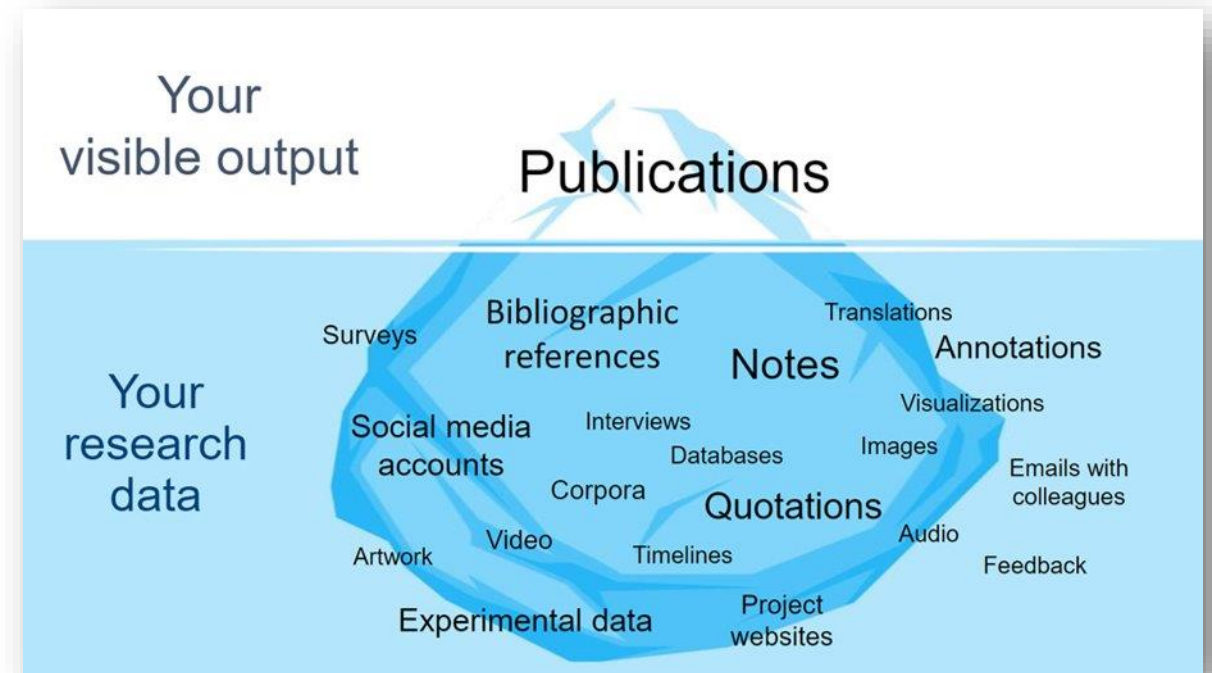 Your
visible output
Publications
Surveys
Bibliographic
references
Translations
Notes
Annotations
Your
research
data
Social media
accounts
Interviews
Visualizations
Databases
Images
Corpora
Quotations
Emails with
colleagues
Artwork
Video
Timelines
Audio
Feedback
Experimental data
Project
websites